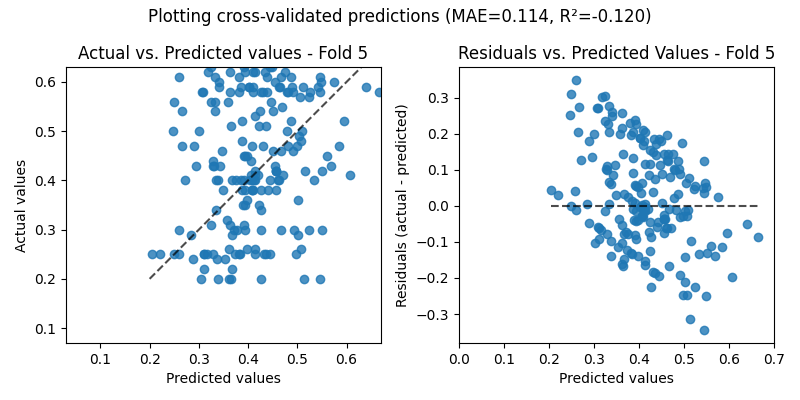 Plotting cross-validated predictions (MAE=0.114, R²=-0.120)
Actual vs. Predicted values - Fold 5
Actual values
0.6
0.5
0.4
0.3
0.2
0.1
0.1 0.2 0.3 0.4 0.5 0.6
Predicted values
Residuals vs. Predicted Values - Fold 5
Residuals (actual - predicted)
0.3
0.2
0.1
0.0
−0.1
−0.2
−0.3
0.0 0.1 0.2 0.3 0.4 0.5 0.6 0.7
Predicted values